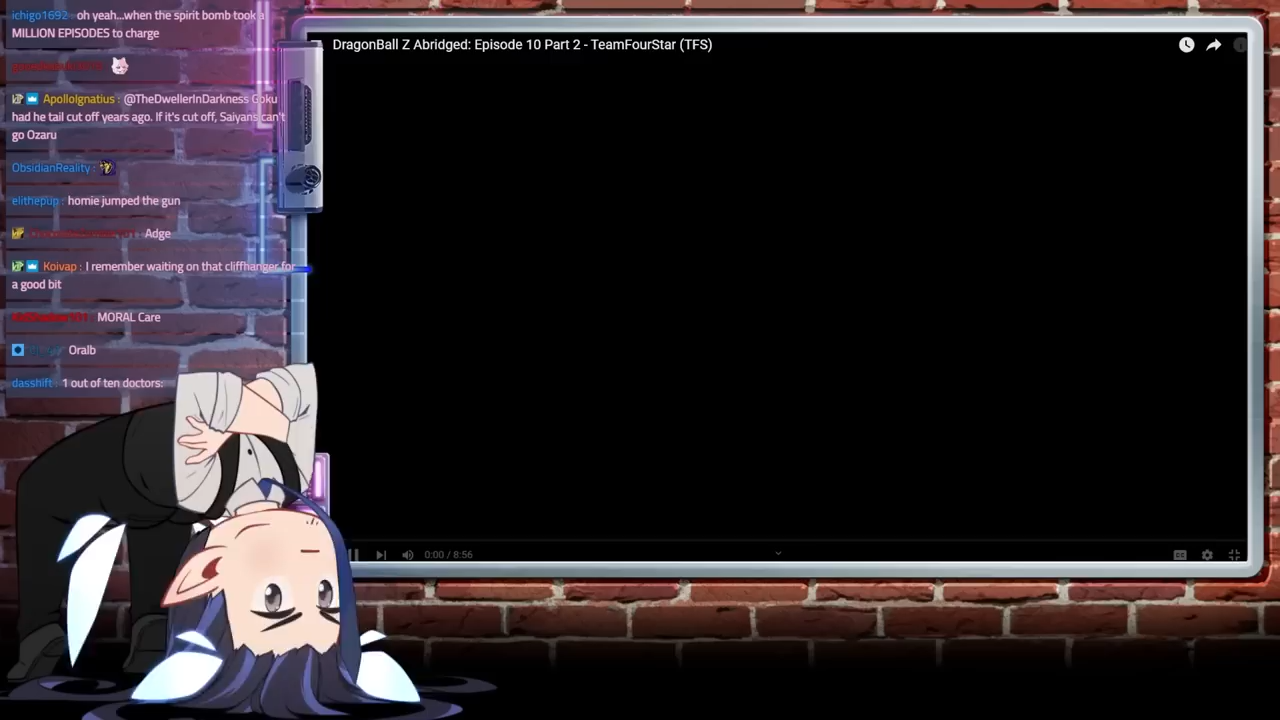 ichigo1692 : oh yeah...when the spirit bomb took a
MILLION EPISODES to charge
ApolloIgnatius : @TheDwellerInDarkness Goku
had he tail cut off years ago. If it's cut off, Saiyans can't
go Ozaru
ObsidianReality :
elithepup : homie jumped the gun
Adge
Koivap : I remember waiting on that cliffhanger for
a good bit
MORAL Care
Oralb
dasshift : 1 out of ten doctors:
DragonBall Z Abridged: Episode 10 Part 2 - TeamFourStar (TFS)
0:00 / 8:56